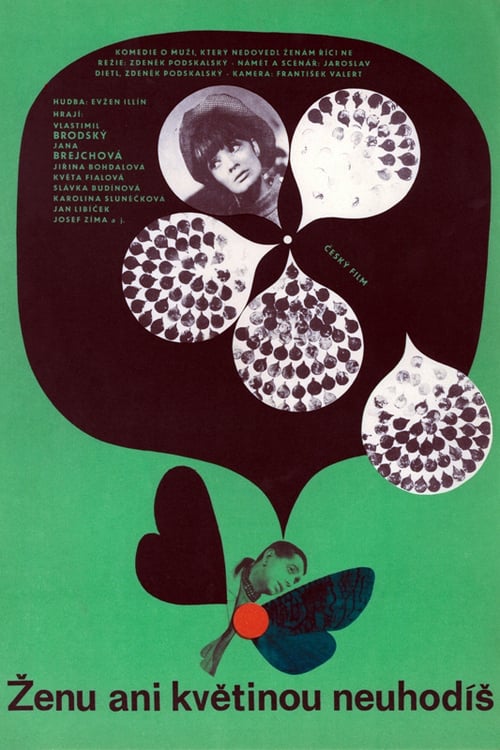 KOMEDIE O MUŽI, KTERÝ NEDOVEDL ŽENÁM ŘÍCI NE
REŽIE: ZDENĚK PODSKALSKÝ · NÁMĚT A SCÉNÁŘ: JAROSLAV
DIETL, ZDENĚK PODSKALSKÝ · KAMERA: FRANTIŠEK VALERT
HUDBA: EVŽEN ILLÍN
HRAJÍ:
VLASTIMIL
BRODSKÝ
JANA
BREJCHOVÁ
JIŘINA BOHDALOVÁ
KVĚTA FIALOVÁ
SLÁVKA BUDÍNOVÁ
KAROLINA SLUNÉČKOVÁ
JAN LIBÍČEK
JOSEF ZÍMA a j.
ČESKÝ FILM
Ženu ani květinou neuhodíš